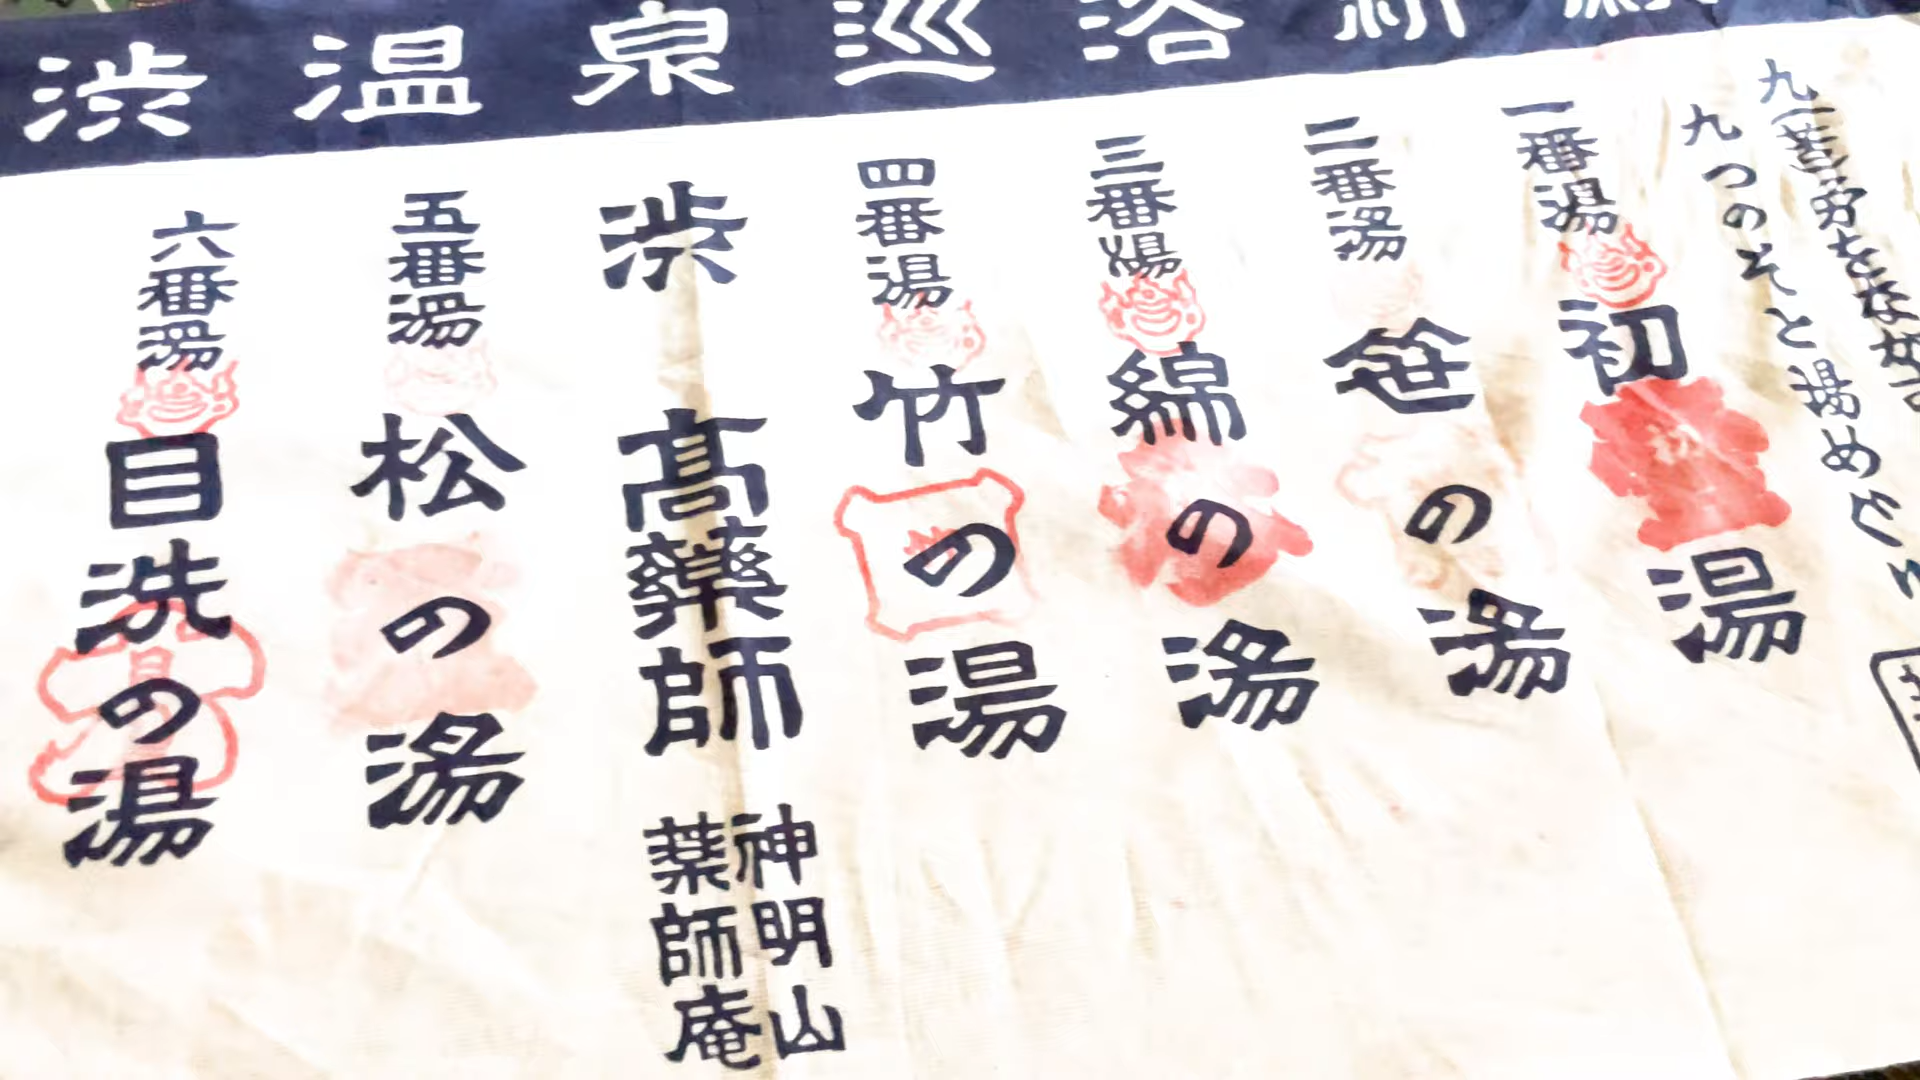 渋温泉巡浴祈
九つのそと湯めぐり
一番湯
初湯
二番湯
笹の湯
三番湯
綿の湯
四番湯
竹の湯
渋髙藥師
神明山
薬師庵
五番湯
松の湯
六番湯
目洗の湯